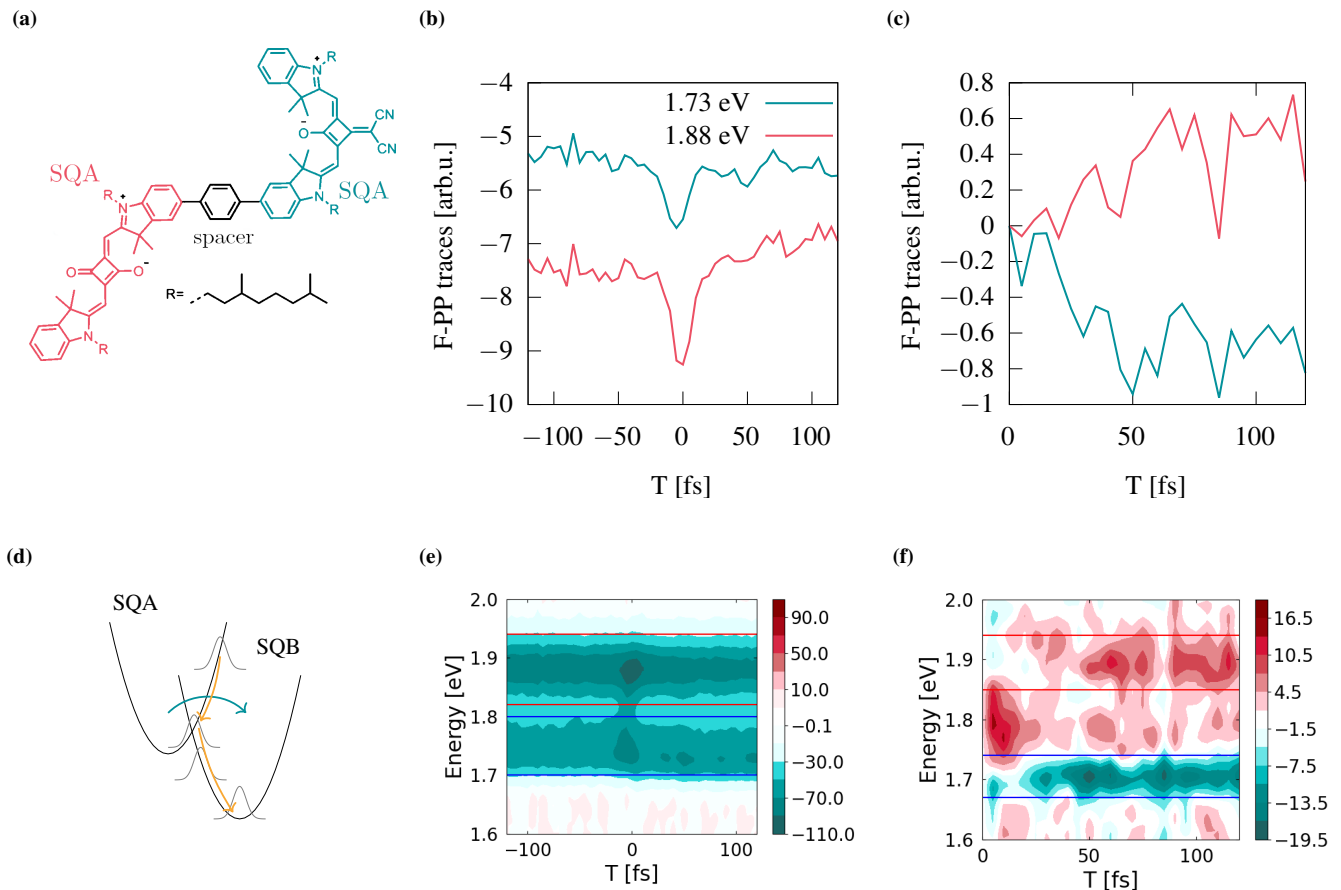 (a)
R
N
+
−
O
CN
CN
SQA
R
N
+
SQA
N
R
spacer
O
O
−
R=
N
R
(b)
−4
−5
−6
−7
−8
−9
−10
F-PP traces [arb.u.]
1.73 eV
1.88 eV
−100
−50
0
50
100
T [fs]
(c)
0.8
0.6
0.4
0.2
0
−0.2
−0.4
−0.6
−0.8
−1
F-PP traces [arb.u.]
0
50
100
T [fs]
(d)
SQA
SQB
(e)
2.0
1.9
1.8
1.7
1.6
Energy [eV]
−100
0
100
T [fs]
90.0
50.0
10.0
−0.1
−30.0
−70.0
−110.0
(f)
2.0
1.9
1.8
1.7
1.6
Energy [eV]
0
50
100
T [fs]
16.5
10.5
4.5
−1.5
−7.5
−13.5
−19.5